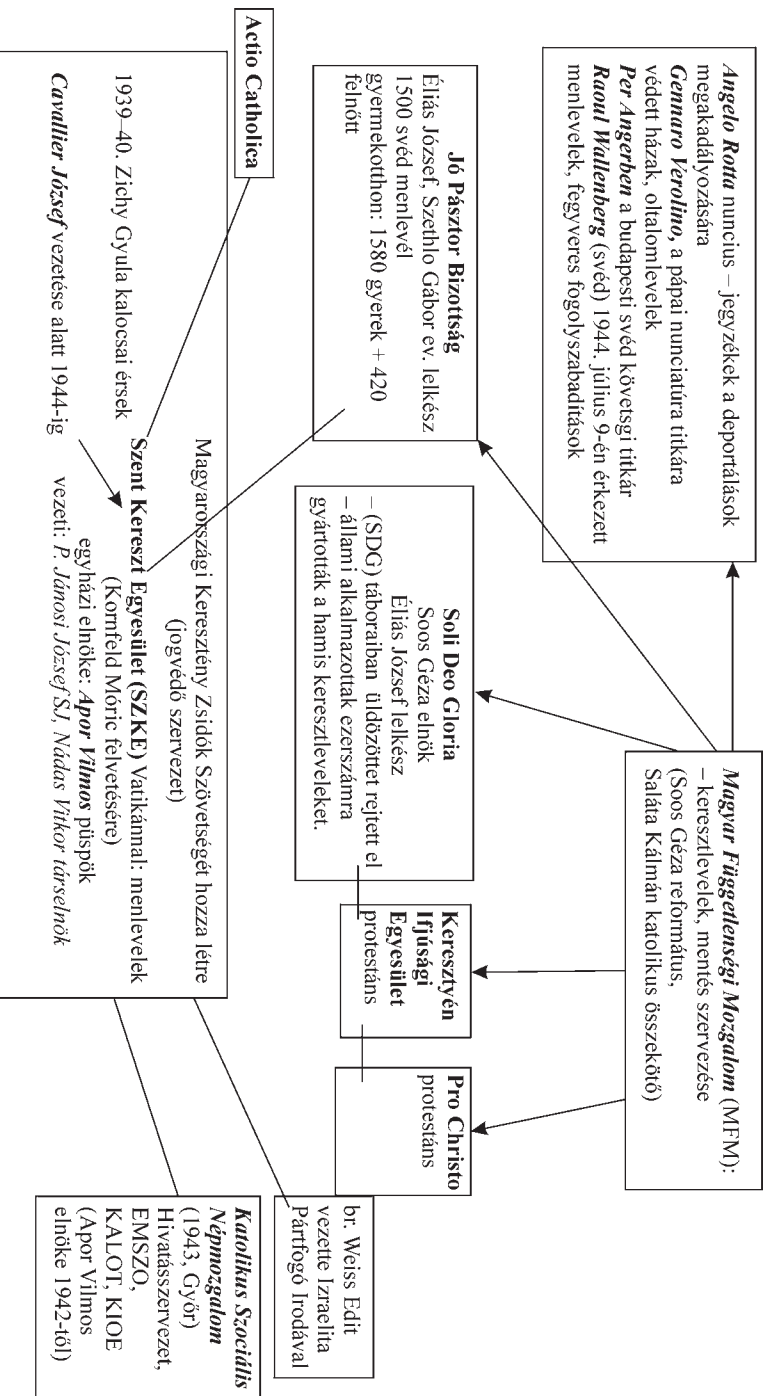 Angelo Rotta nuncius – jegyzékek a deportálások
megakadályozására
Gennaro Verolino, a pápai nunciatúra titkára
védett házak, oltalomlevelek
Per Angerben a budapesti svéd követsgi titkár
Raoul Wallenberg (svéd) 1944. július 9-én érkezett
menlevelek, fegyveres fogolyszabadítások
Magyar Függetlenségi Mozgalom (MFM):
– keresztlevelek, mentés szervezése
(Soos Géza református,
Saláta Kálmán katolikus összekötő)
Jó Pásztor Bizottság
Éliás József, Szethlo Gábor ev. lelkész
1500 svéd menlevél
gyermekotthon: 1580 gyerek + 420
felnőtt
Soli Deo Gloria
Soos Géza elnök
Éliás József lelkész
– (SDG) táboraiban üldözöttet rejtett el
– állami alkalmazottak ezerszámra
gyártották a hamis keresztleveleket.
Keresztyén
Ifjúsági
Egyesület
protestáns
Pro Christo
protestáns
Actio Catholica
1939–40. Zichy Gyula kalocsai érsek
Cavallier József vezetése alatt 1944-ig
Magyarországi Keresztény Zsidók Szövetségét hozza létre
(jogvédő szervezet)
Szent Kereszt Egyesület (SZKE) Vatikánnal: menlevelek
(Kornfeld Móric felvetésére)
egyházi elnöke: Apor Vilmos püspök
vezeti: P. Jánosi József SJ, Nádas Vitkor társelnök
br. Weiss Edit
vezette Izraelita
Pártfogó Irodával
Katolikus Szociális
Népmozgalom
(1943, Győr)
Hivatásszervezet,
EMSZO,
KALOT, KIOE
(Apor Vilmos
elnöke 1942-től)